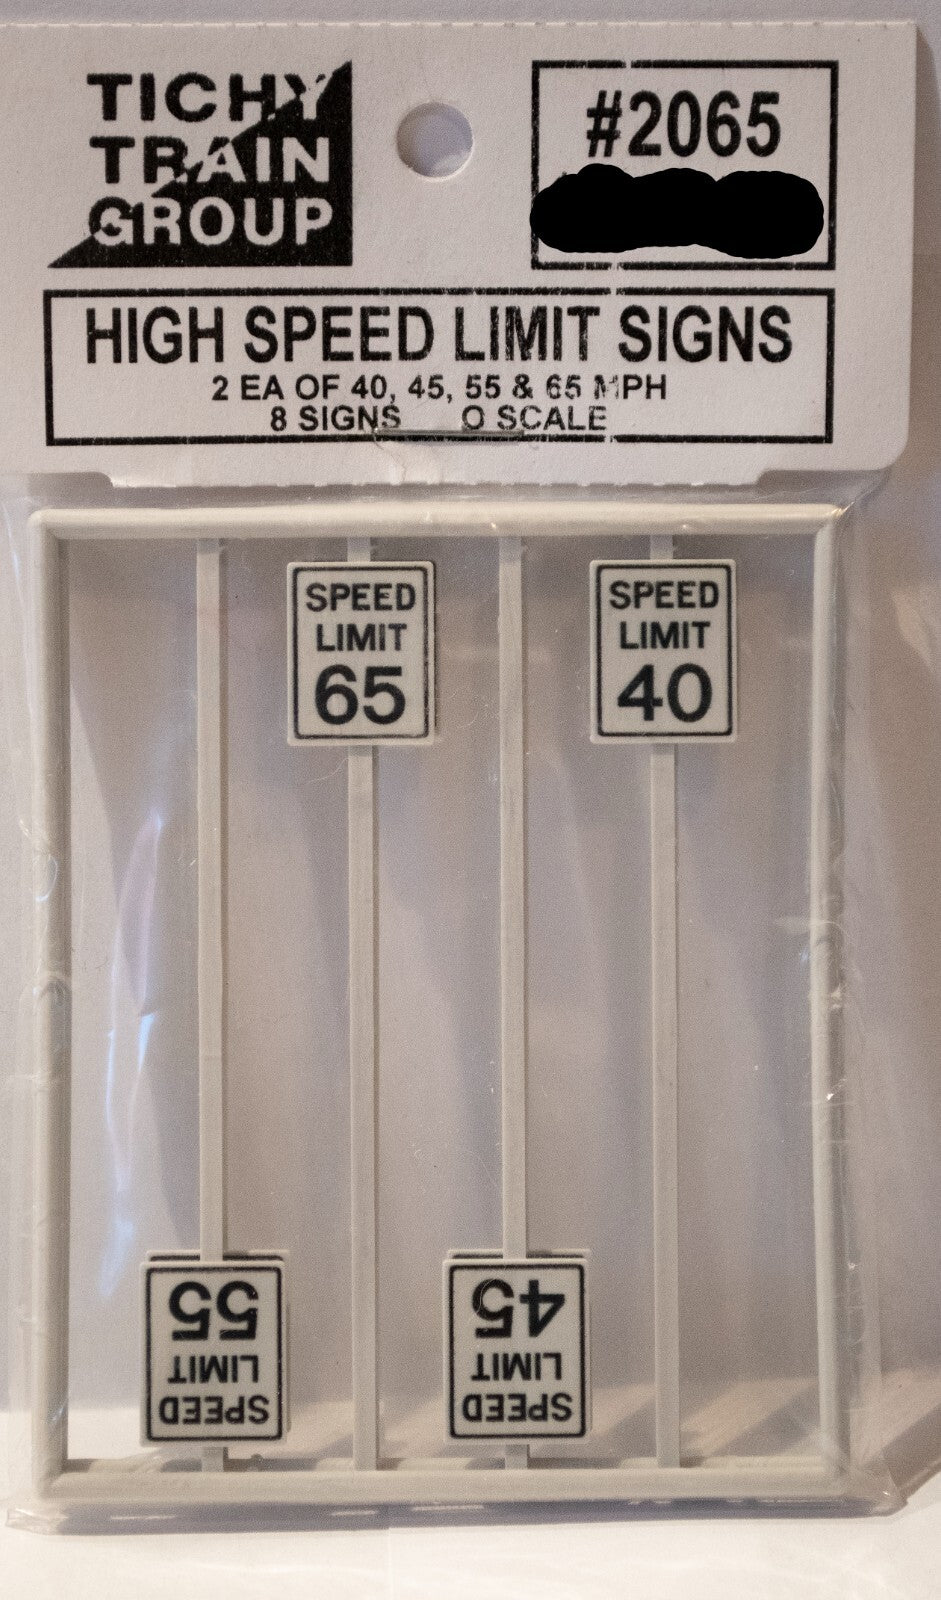 TICHY
TRAIN
GROUP
#2065
HIGH SPEED LIMIT SIGNS
2 EA OF 40, 45, 55 & 65 MPH
8 SIGNS O SCALE
SPEED
LIMIT
65
SPEED
LIMIT
40
SPEED
LIMIT
55
SPEED
LIMIT
45